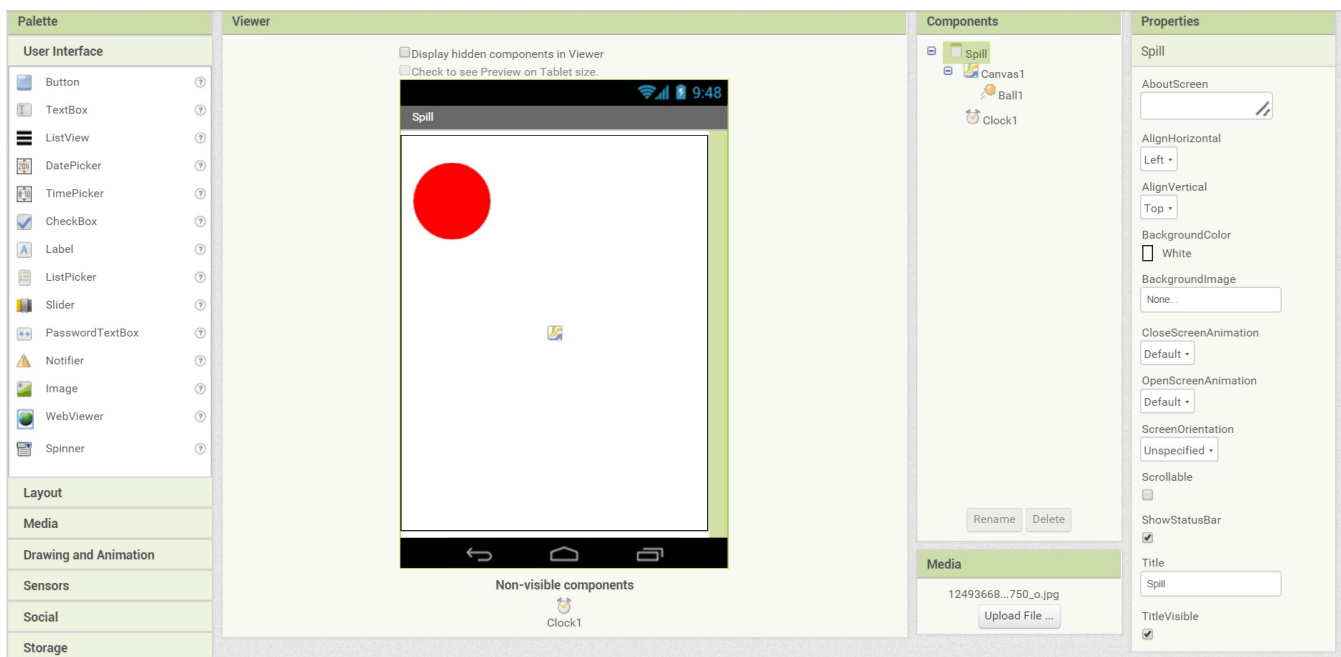 Palette
User Interface
Button
TextBox
ListView
DatePicker
TimePicker
CheckBox
Label
ListPicker
Slider
PasswordTextBox
Notifier
Image
WebViewer
Spinner
Layout
Media
Drawing and Animation
Sensors
Social
Storage
Viewer
Display hidden components in Viewer
Check to see Preview on Tablet size.
9:48
Spill
Non-visible components
Clock1
Components
Spill
Canvas1
Ball1
Clock1
Rename Delete
Media
12493668...750_o.jpg
Upload File ...
Properties
Spill
AboutScreen
AlignHorizontal
Left
AlignVertical
Top
BackgroundColor
White
BackgroundImage
None...
CloseScreenAnimation
Default
OpenScreenAnimation
Default
ScreenOrientation
Unspecified
Scrollable
ShowStatusBar
Title
Spill
TitleVisible